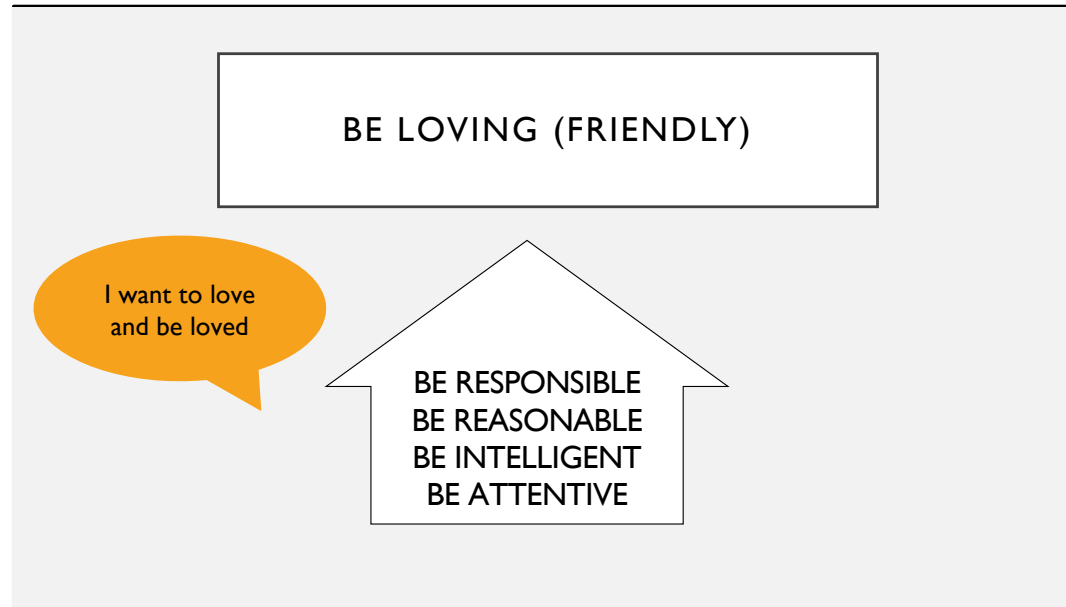 BE LOVING (FRIENDLY)
I want to love
and be loved
BE RESPONSIBLE
BE REASONABLE
BE INTELLIGENT
BE ATTENTIVE